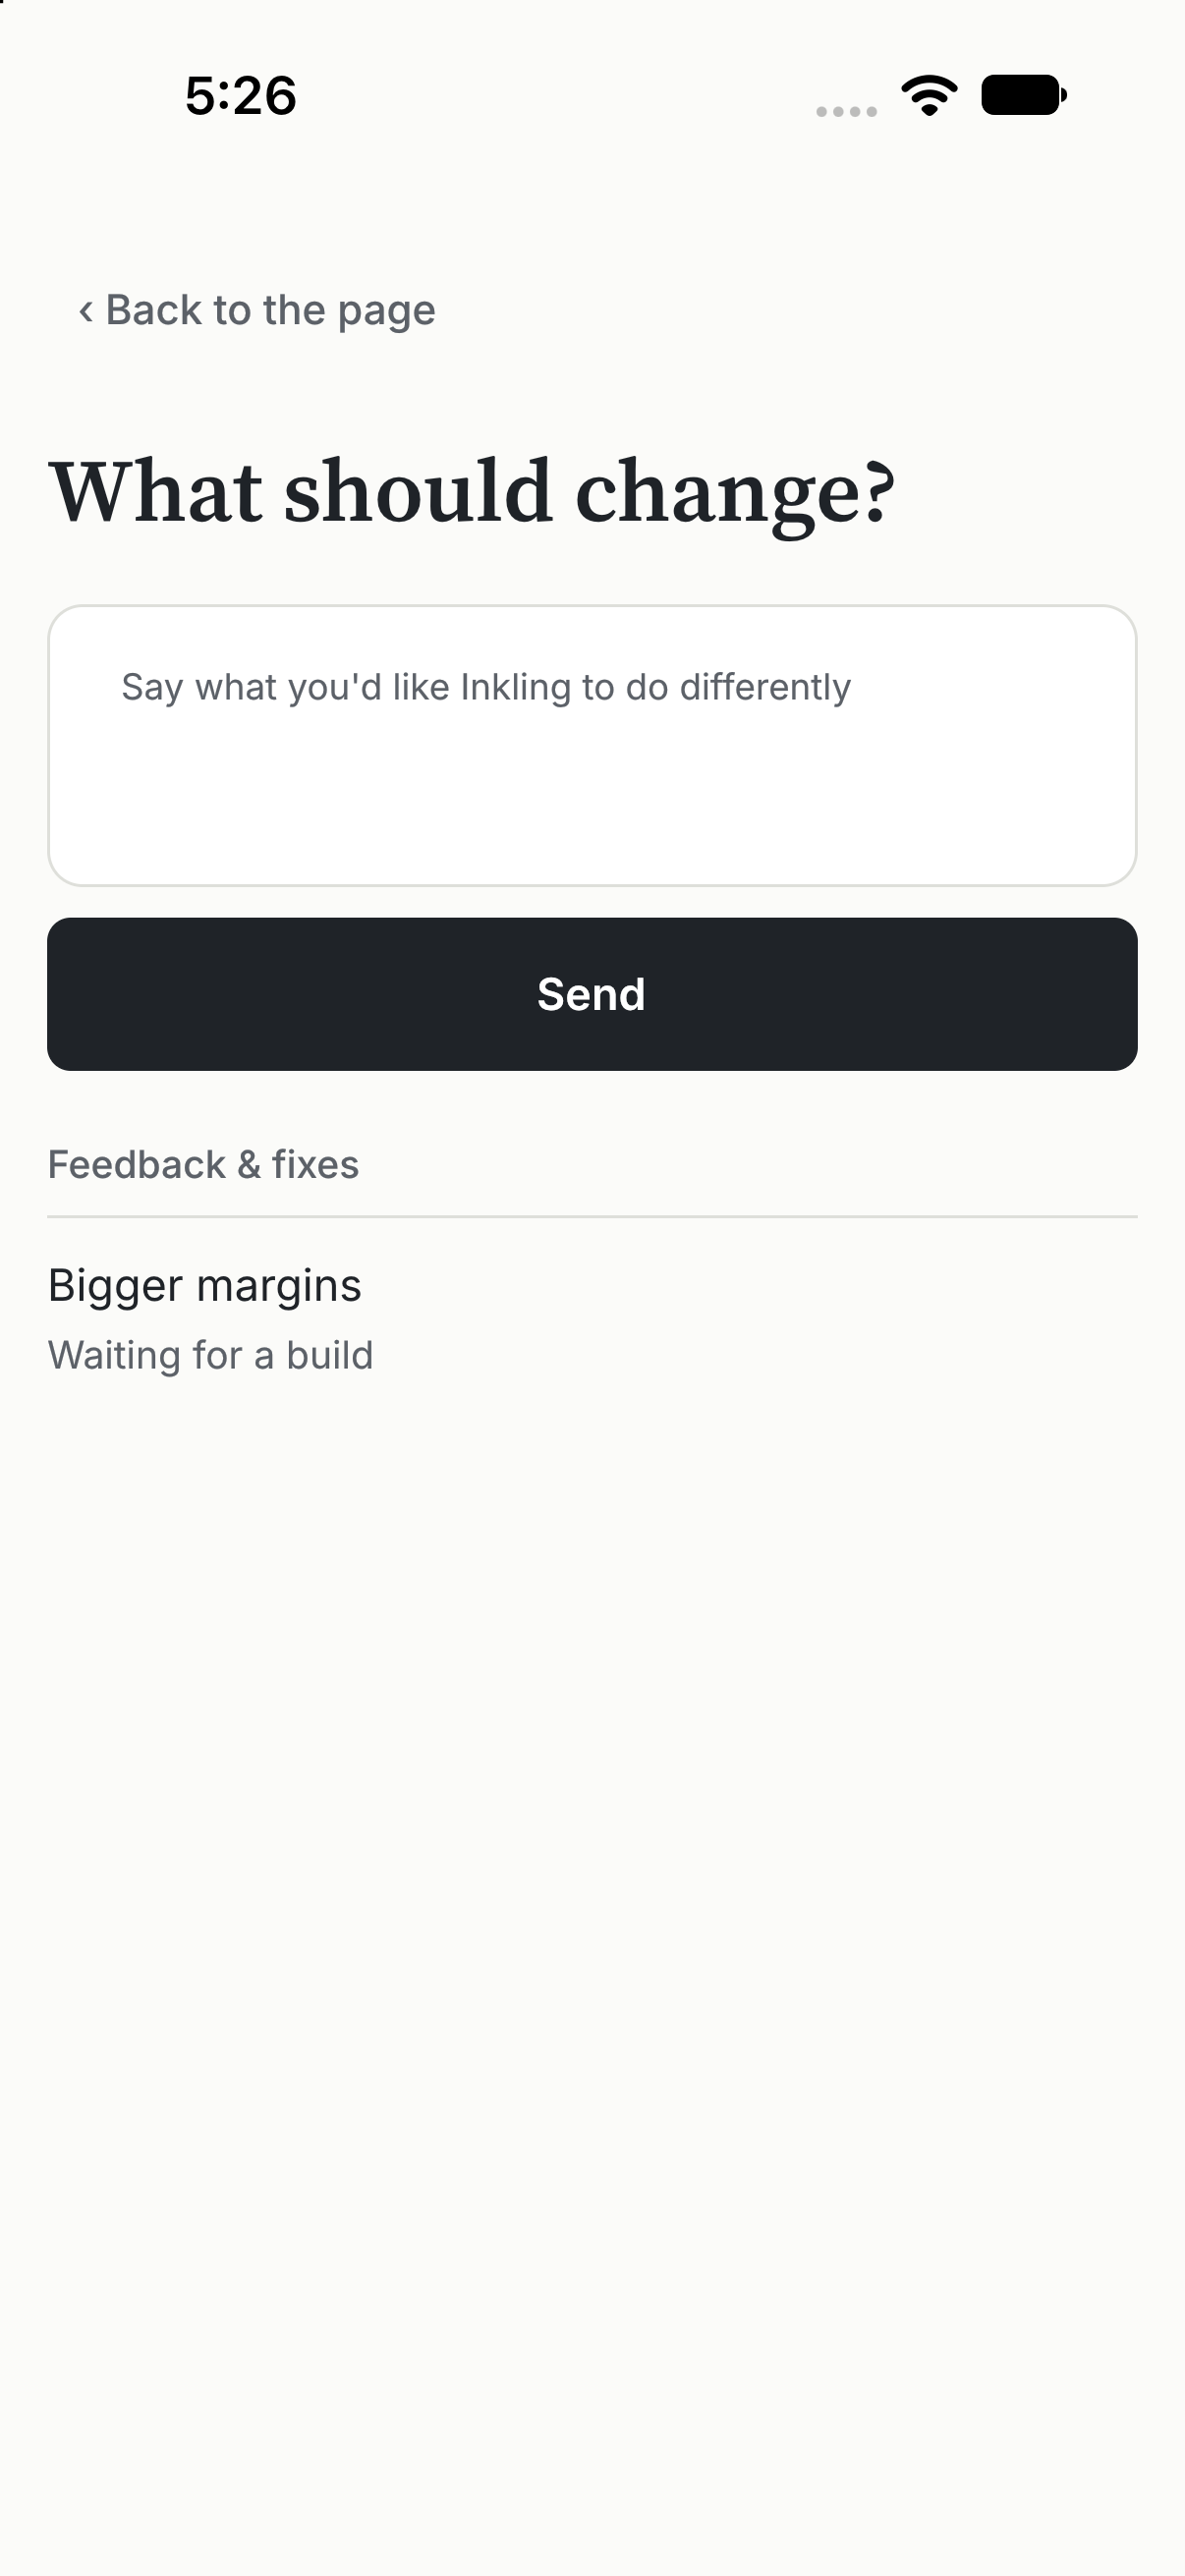 5:26
‹ Back to the page
What should change?
Say what you'd like Inkling to do differently
Send
Feedback & fixes
Bigger margins
Waiting for a build